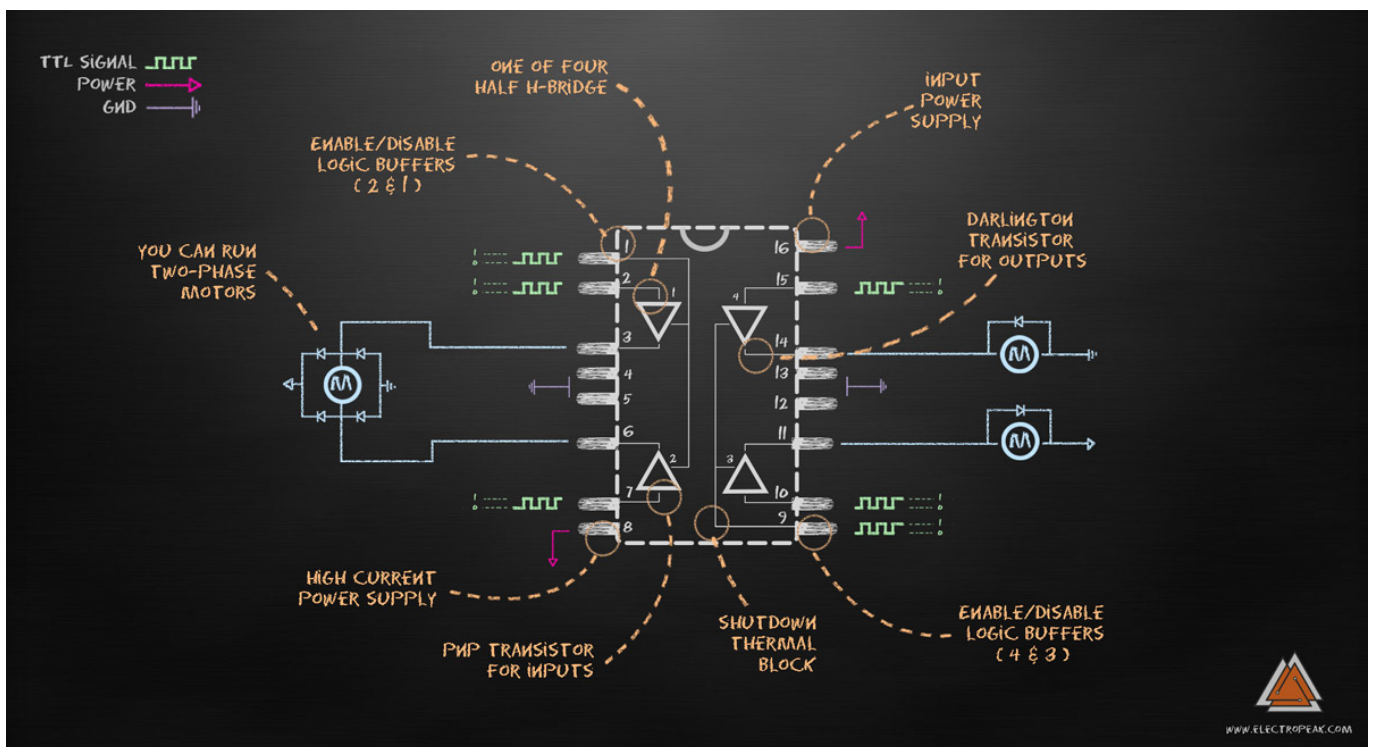 TTL SIGNAL
POWER
GND
ONE OF FOUR
HALF H-BRIDGE
INPUT
POWER
SUPPLY
ENABLE/DISABLE
LOGIC BUFFERS
(2 & 1)
DARLINGTON
TRANSISTOR
FOR OUTPUTS
YOU CAN RUN
TWO-PHASE
MOTORS
1
16
2
15
1
4
3
14
4
13
5
12
6
11
2
3
7
10
8
9
M
M
M
HIGH CURRENT
POWER SUPPLY
PNP TRANSISTOR
FOR INPUTS
SHUTDOWN
THERMAL
BLOCK
ENABLE/DISABLE
LOGIC BUFFERS
(4 & 3)
WWW.ELECTROPEAK.COM